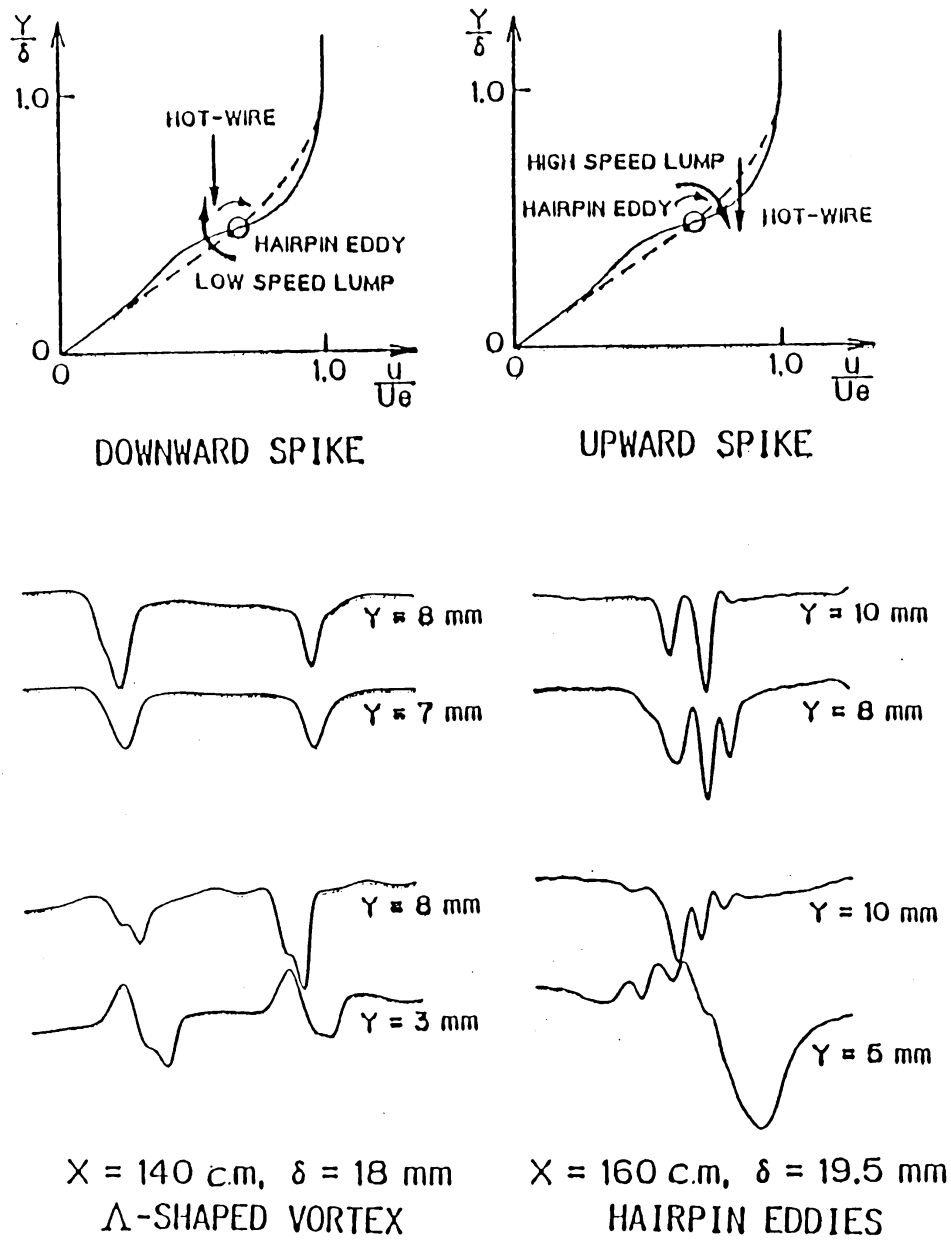 Y/δ
1.0
HOT-WIRE
HAIRPIN EDDY
LOW SPEED LUMP
0
0
1.0
u/Ue
DOWNWARD SPIKE
Y/δ
1.0
HIGH SPEED LUMP
HAIRPIN EDDY
HOT-WIRE
0
0
1.0
u/Ue
UPWARD SPIKE
Y = 8 mm
Y = 7 mm
Y = 8 mm
Y = 3 mm
X = 140 c.m, δ = 18 mm
Λ-SHAPED VORTEX
Y = 10 mm
Y = 8 mm
Y = 10 mm
Y = 5 mm
X = 160 c.m, δ = 19.5 mm
HAIRPIN EDDIES